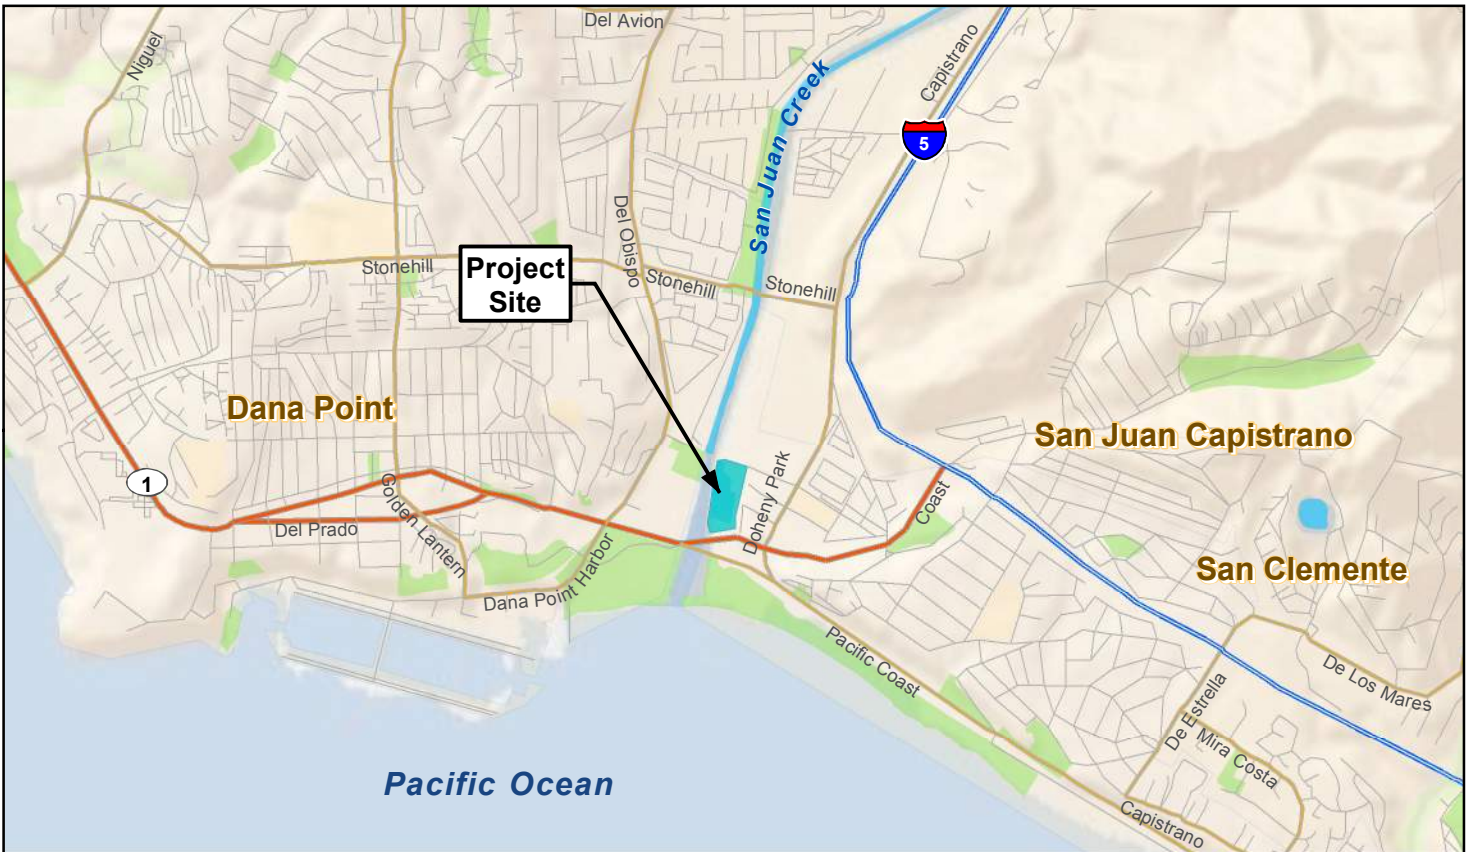 Del Avion
Niguel
Capistrano
San Juan Creek
5
Del Obispo
Stonehill
Project
Site
Stonehill
Stonehill
Dana Point
San Juan Capistrano
1
Golden Lantern
Doheny Park
Coast
Del Prado
San Clemente
Dana Point Harbor
Pacific Coast
De Los Mares
De Estrella
Mira Costa
Pacific Ocean
Capistrano